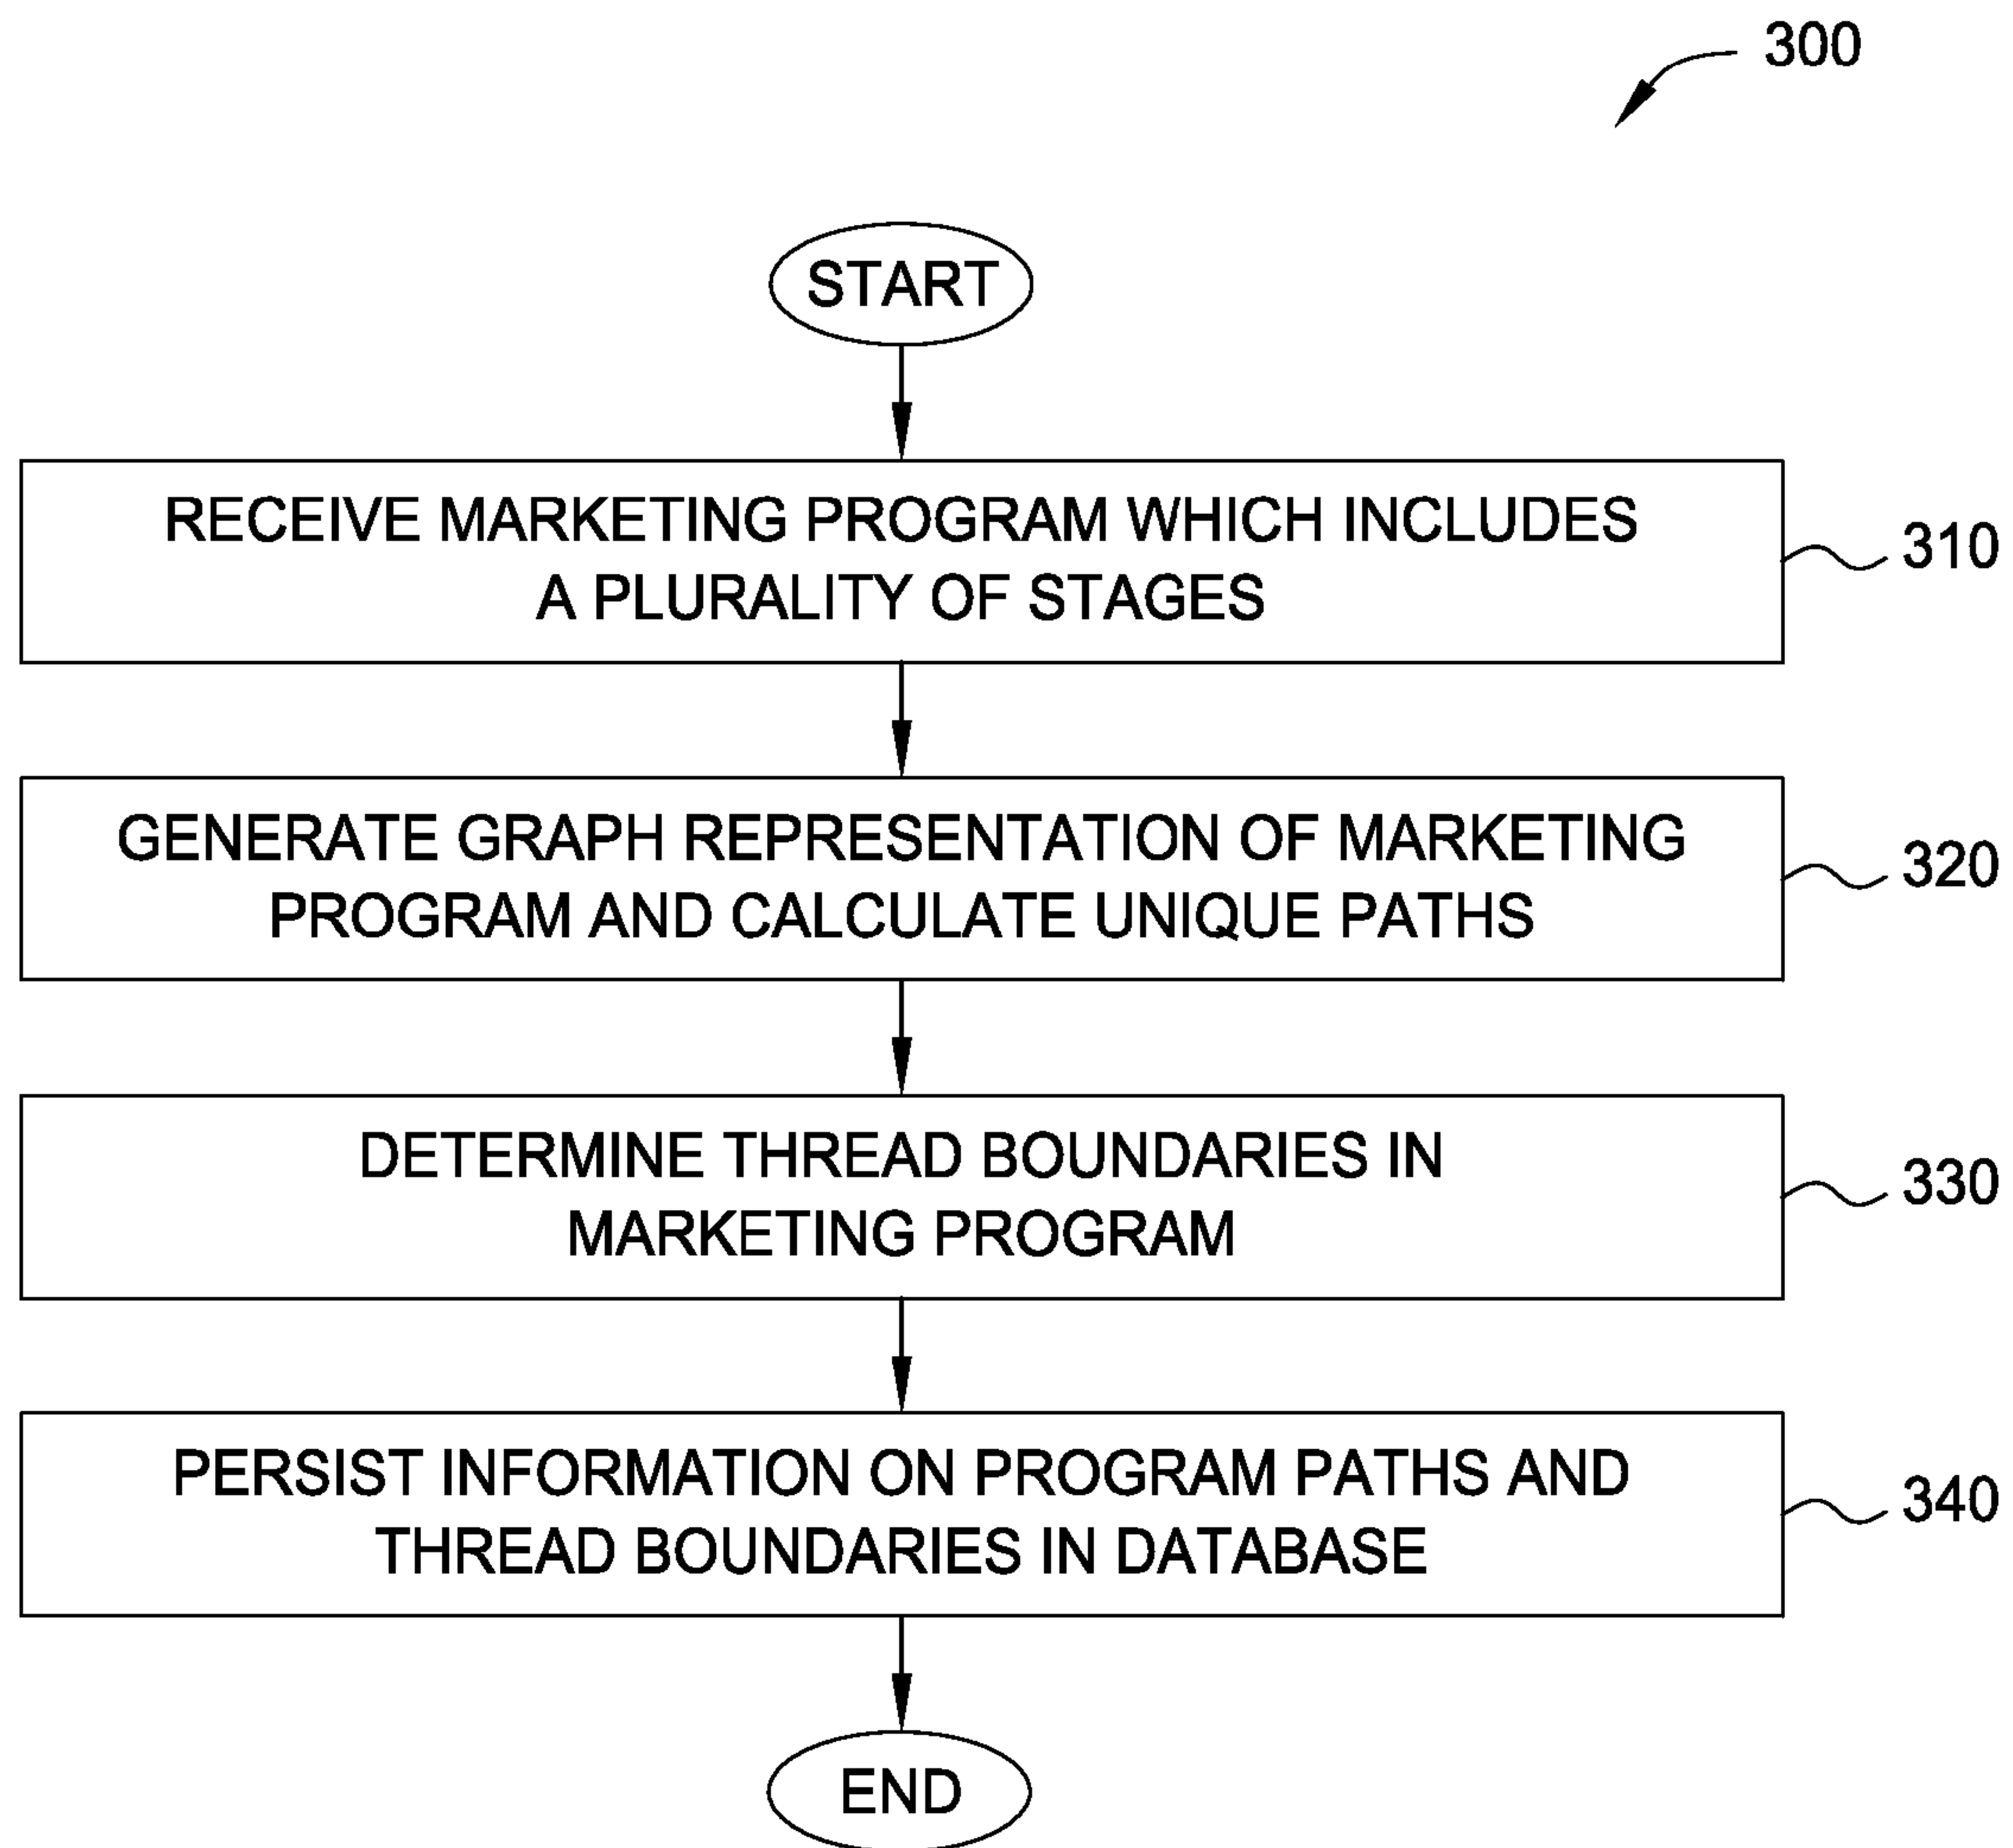 300
START
RECEIVE MARKETING PROGRAM WHICH INCLUDES
A PLURALITY OF STAGES
310
GENERATE GRAPH REPRESENTATION OF MARKETING
PROGRAM AND CALCULATE UNIQUE PATHS
320
DETERMINE THREAD BOUNDARIES IN
MARKETING PROGRAM
330
PERSIST INFORMATION ON PROGRAM PATHS AND
THREAD BOUNDARIES IN DATABASE
340
END